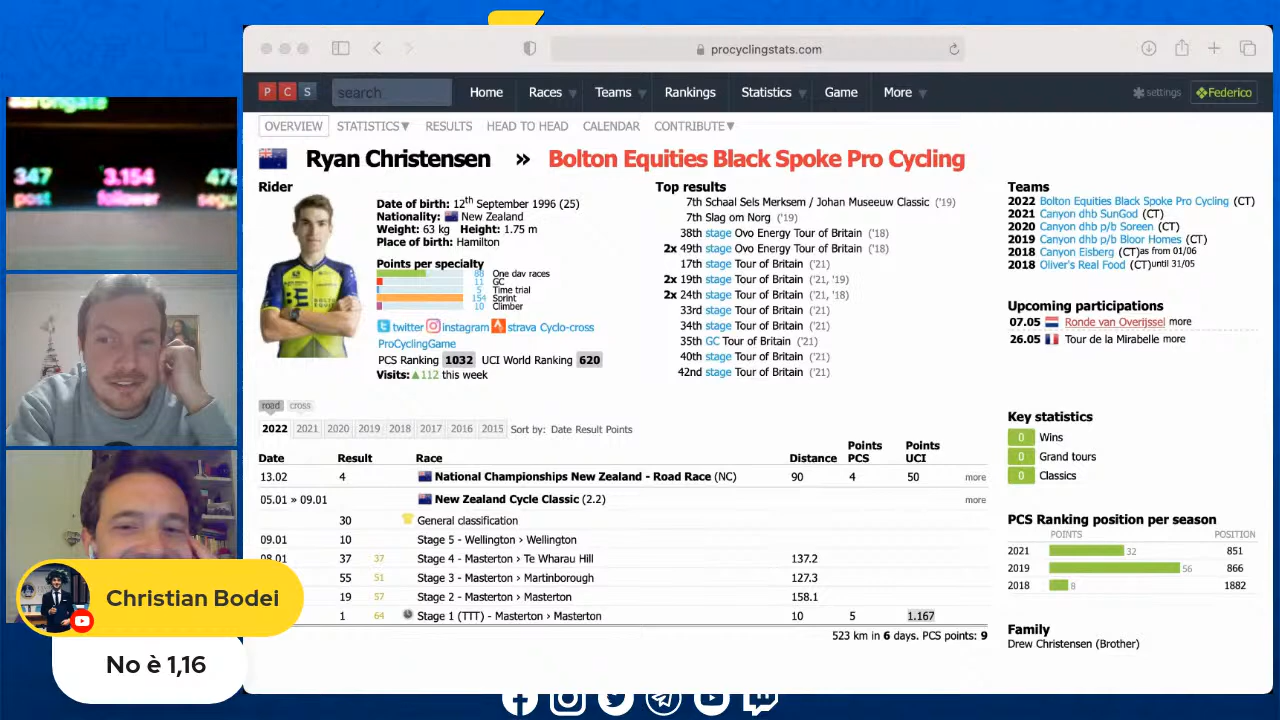 procyclingstats.com
P C S search Home Races Teams Rankings Statistics Game More settings Federico
OVERVIEW STATISTICS RESULTS HEAD TO HEAD CALENDAR CONTRIBUTE
Ryan Christensen » Bolton Equities Black Spoke Pro Cycling
Rider
Date of birth: 12th September 1996 (25)
Nationality: New Zealand
Weight: 63 kg Height: 1.75 m
Place of birth: Hamilton
Points per specialty
88 One day races
11 GC
5 Time trial
154 Sprint
10 Climber
twitter instagram strava Cyclo-cross
ProCyclingGame
PCS Ranking 1032 UCI World Ranking 620
Visits: ▲112 this week
Top results
7th Schaal Sels Merksem / Johan Museeuw Classic ('19)
7th Slag om Norg ('19)
38th stage Ovo Energy Tour of Britain ('18)
2x 49th stage Ovo Energy Tour of Britain ('18)
17th stage Tour of Britain ('21)
2x 19th stage Tour of Britain ('21, '19)
2x 24th stage Tour of Britain ('21, '18)
33rd stage Tour of Britain ('21)
34th stage Tour of Britain ('21)
35th GC Tour of Britain ('21)
40th stage Tour of Britain ('21)
42nd stage Tour of Britain ('21)
Teams
2022 Bolton Equities Black Spoke Pro Cycling (CT)
2021 Canyon dhb SunGod (CT)
2020 Canyon dhb p/b Soreen (CT)
2019 Canyon dhb p/b Bloor Homes (CT)
2018 Canyon Eisberg (CT) as from 01/06
2018 Oliver's Real Food (CT) until 31/05
Upcoming participations
07.05 Ronde van Overijssel more
26.05 Tour de la Mirabelle more
Key statistics
0 Wins
0 Grand tours
0 Classics
PCS Ranking position per season
POINTS POSITION
2021 32 851
2019 56 866
2018 8 1882
Family
Drew Christensen (Brother)
road cross
2022 2021 2020 2019 2018 2017 2016 2015 Sort by: Date Result Points
Date Result Race Distance Points PCS Points UCI
13.02 4 National Championships New Zealand - Road Race (NC) 90 4 50 more
05.01 » 09.01 New Zealand Cycle Classic (2.2) more
30 General classification
09.01 10 Stage 5 - Wellington › Wellington
08.01 37 37 Stage 4 - Masterton › Te Wharau Hill 137.2
55 51 Stage 3 - Masterton › Martinborough 127.3
19 57 Stage 2 - Masterton › Masterton 158.1
1 64 Stage 1 (TTT) - Masterton › Masterton 10 5 1.167
523 km in 6 days. PCS points: 9
347 3.154 478
post follower
Christian Bodei
No è 1,16